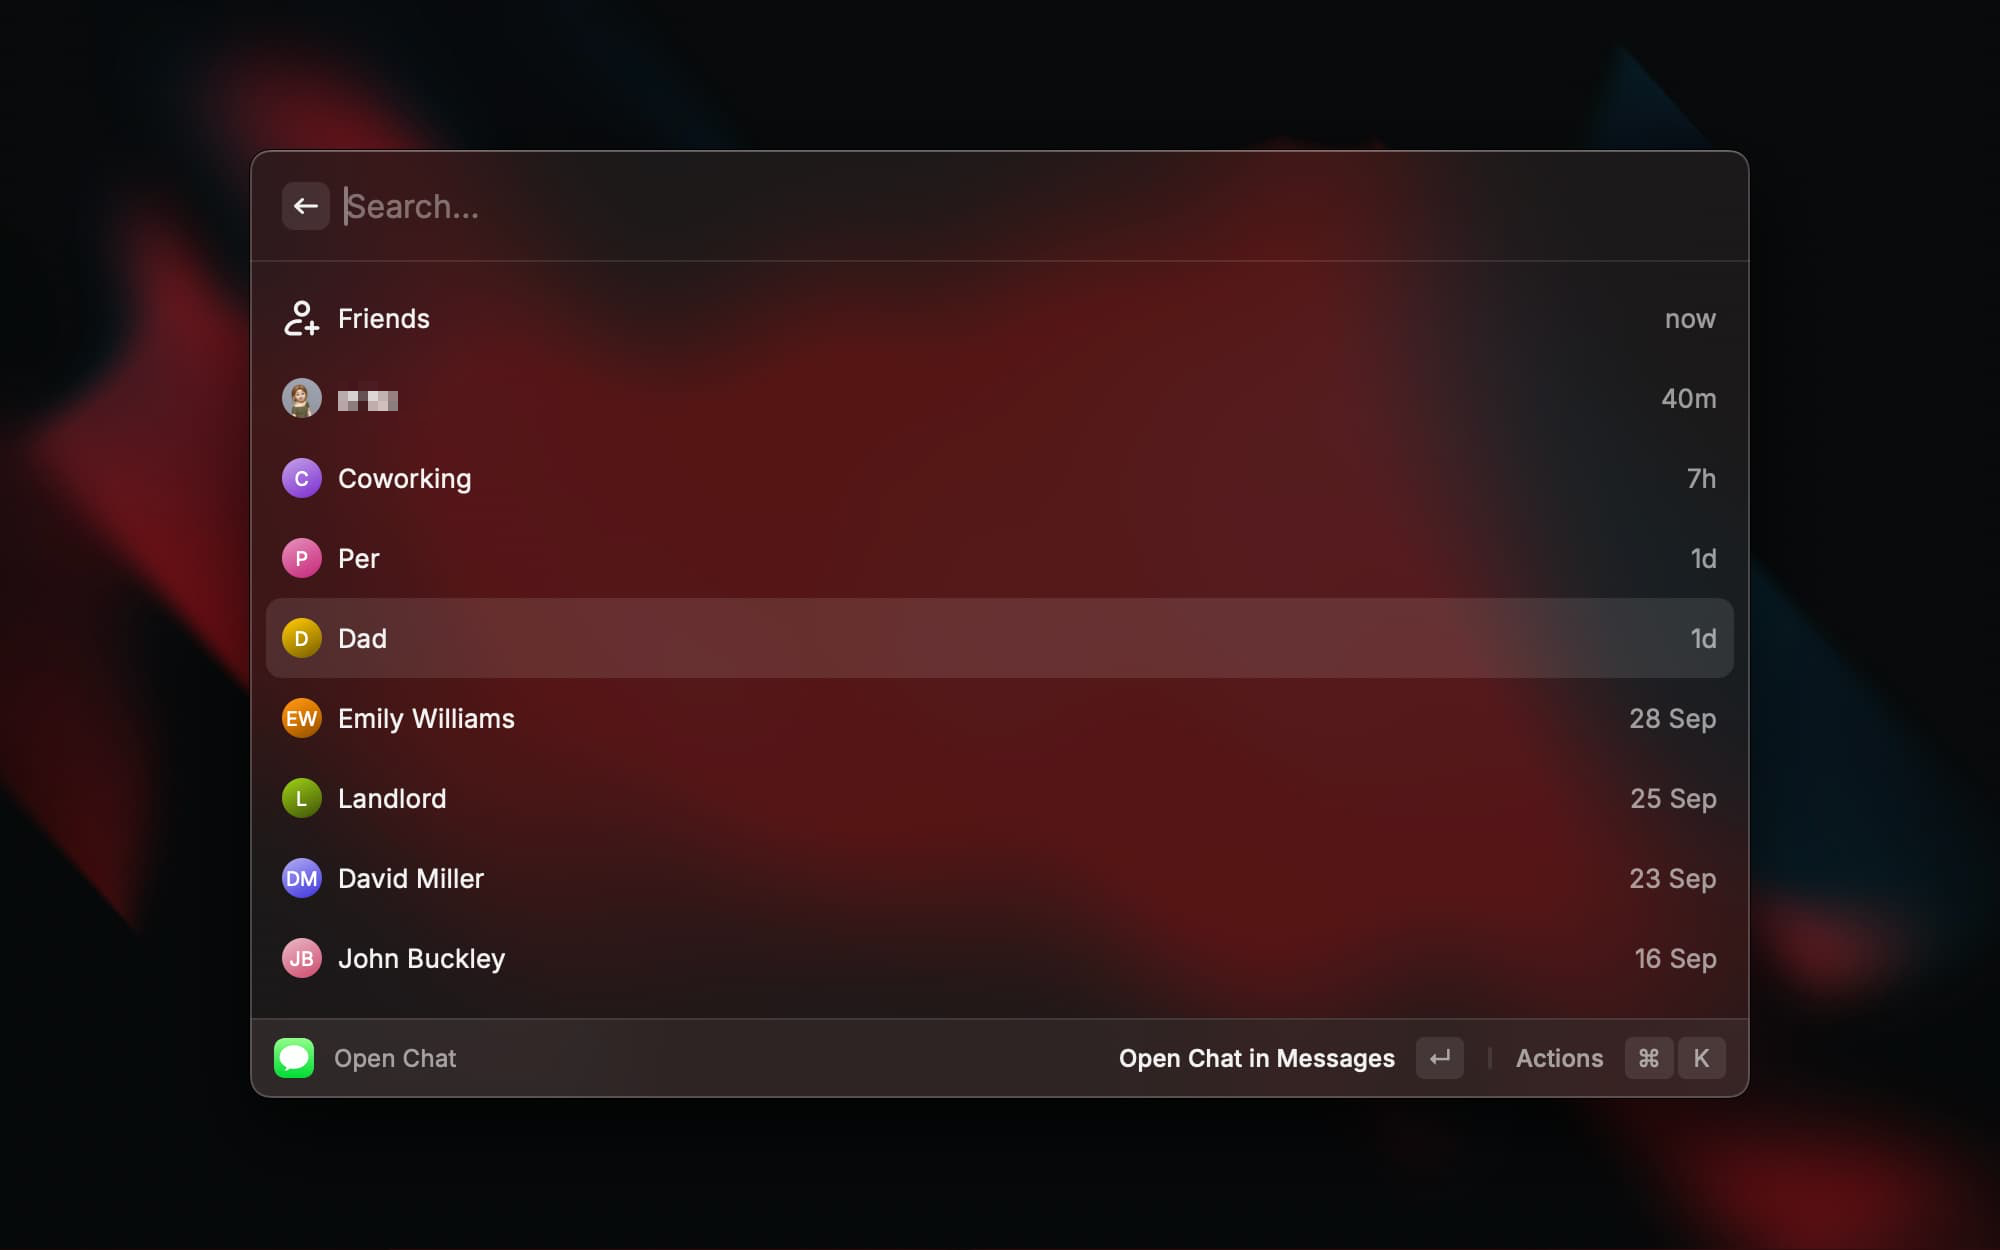 Search...
Friends now
40m
C Coworking 7h
P Per 1d
D Dad 1d
EW Emily Williams 28 Sep
L Landlord 25 Sep
DM David Miller 23 Sep
JB John Buckley 16 Sep
Open Chat Open Chat in Messages ↵ Actions ⌘ K